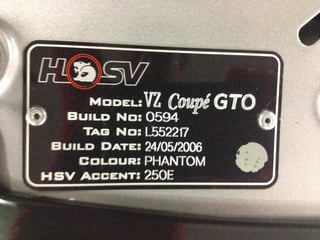 HSV
MODEL: VZ Coupé GTO
BUILD NO: 0594
TAG NO: L552217
BUILD DATE: 24/05/2006
COLOUR: PHANTOM
HSV ACCENT: 250E